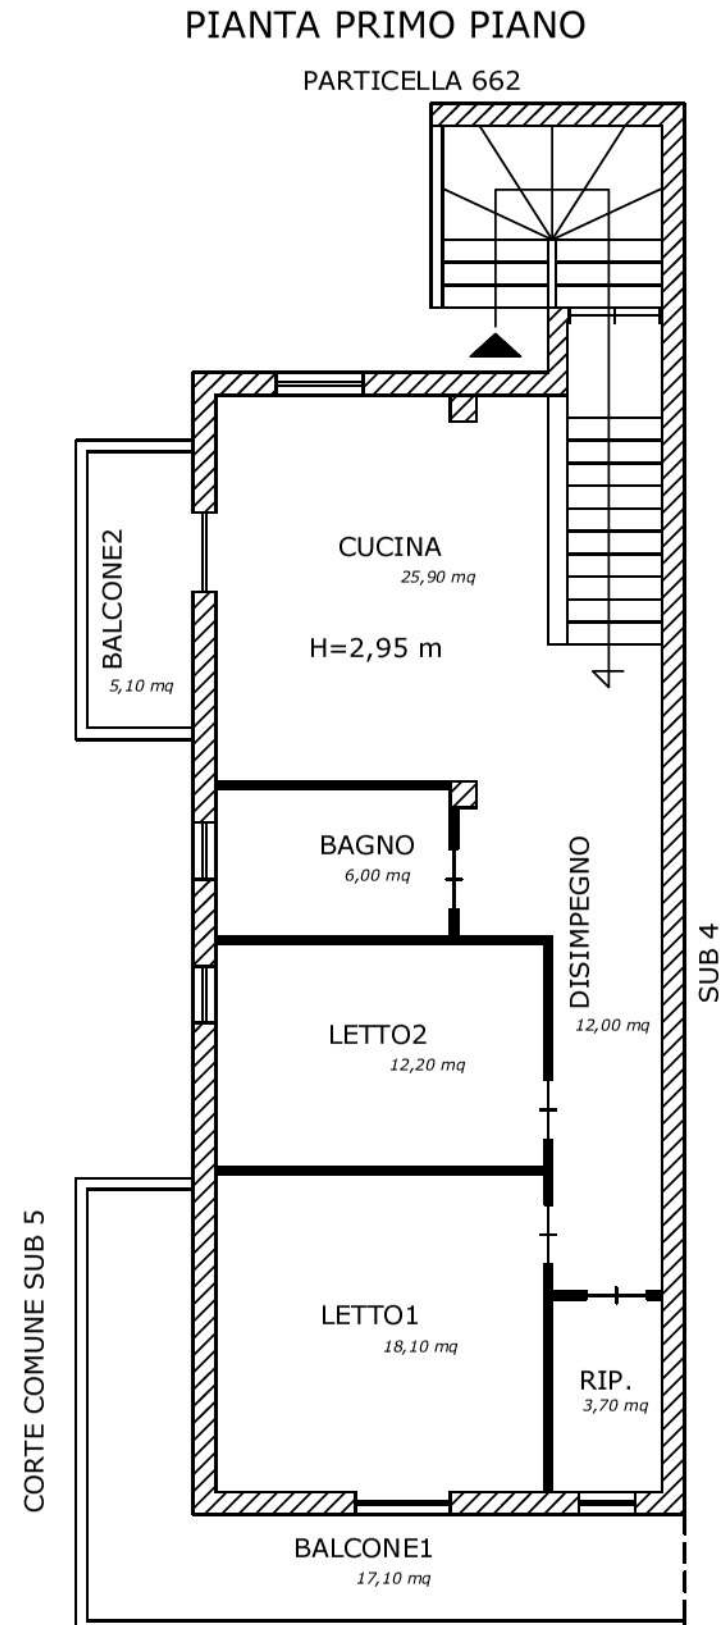 PIANTA PRIMO PIANO
PARTICELLA 662
CUCINA
25,90 mq
H=2,95 m
BALCONE2
5,10 mq
BAGNO
6,00 mq
DISIMPEGNO
12,00 mq
SUB 4
LETTO2
12,20 mq
LETTO1
18,10 mq
RIP.
3,70 mq
CORTE COMUNE SUB 5
BALCONE1
17,10 mq